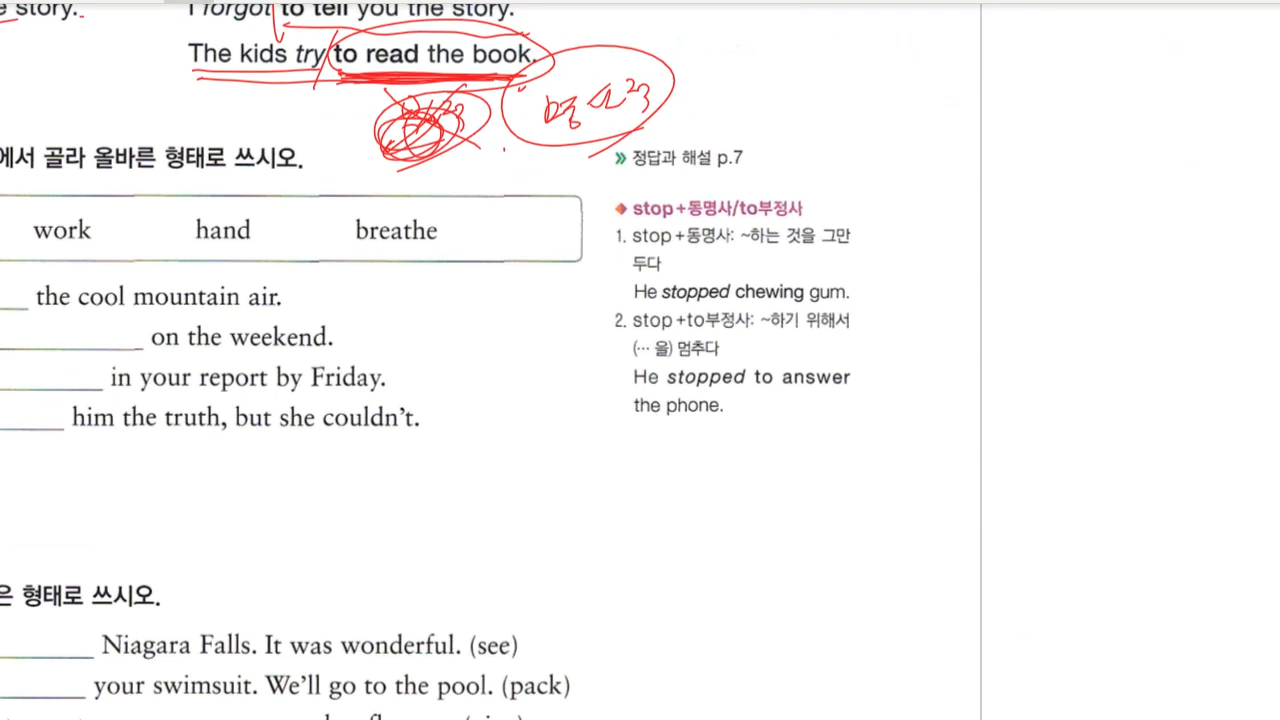 e story.
I forgot to tell you the story.
The kids try to read the book.
에서 골라 올바른 형태로 쓰시오.
work hand breathe
the cool mountain air.
on the weekend.
in your report by Friday.
him the truth, but she couldn't.
» 정답과 해설 p.7
◆ stop+동명사/to부정사
1. stop+동명사: ~하는 것을 그만
두다
He stopped chewing gum.
2. stop+to부정사: ~하기 위해서
(… 을) 멈추다
He stopped to answer
the phone.
은 형태로 쓰시오.
Niagara Falls. It was wonderful. (see)
your swimsuit. We'll go to the pool. (pack)